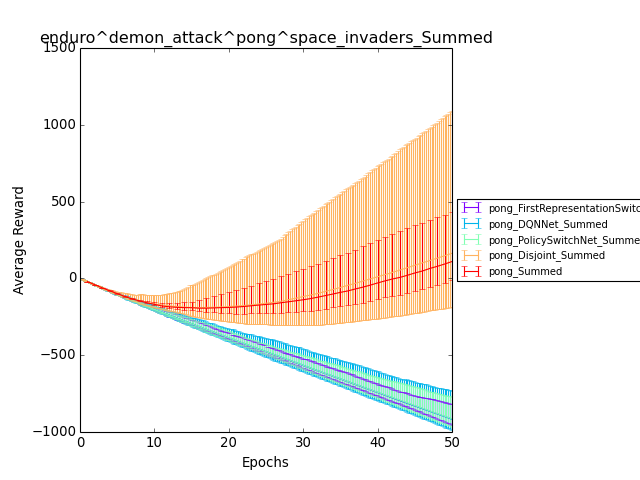 enduro^demon_attack^pong^space_invaders_Summed
1500
1000
500
0
−500
−1000
0 10 20 30 40 50
Average Reward
Epochs
pong_FirstRepresentationSwitc
pong_DQNNet_Summed
pong_PolicySwitchNet_Summe
pong_Disjoint_Summed
pong_Summed